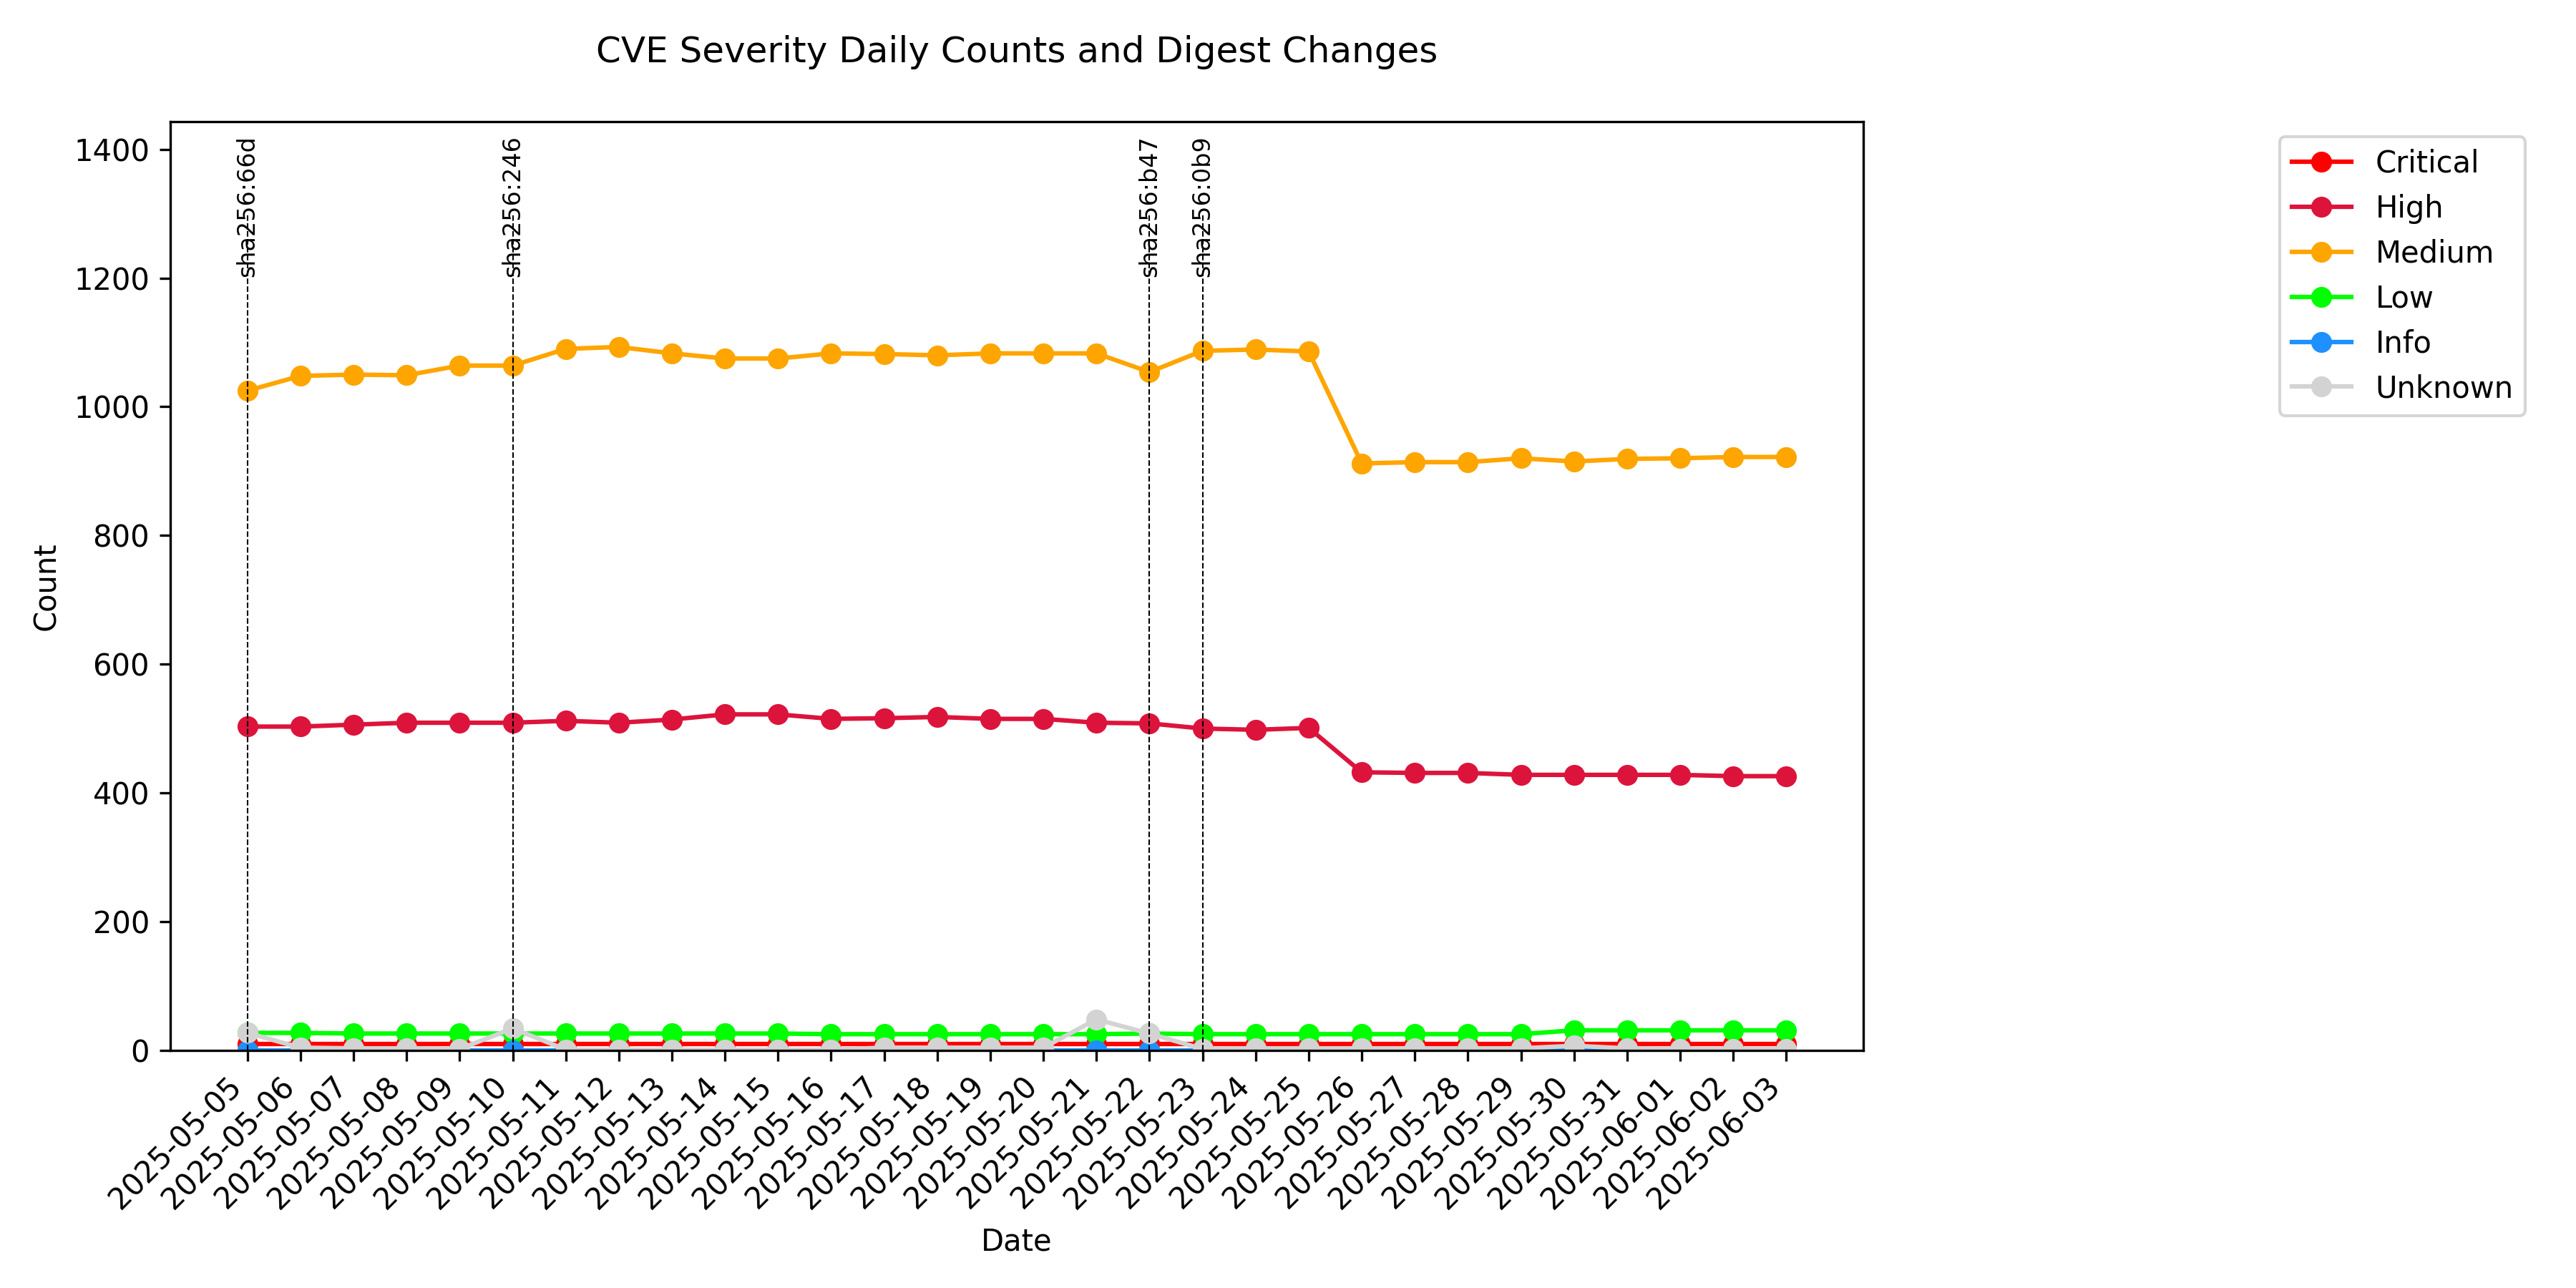 CVE Severity Daily Counts and Digest Changes
sha256:66d
sha256:246
sha256:b47
sha256:0b9
Critical
High
Medium
Low
Info
Unknown
1400
1200
1000
800
600
400
200
0
Count
2025-05-05
2025-05-06
2025-05-07
2025-05-08
2025-05-09
2025-05-10
2025-05-11
2025-05-12
2025-05-13
2025-05-14
2025-05-15
2025-05-16
2025-05-17
2025-05-18
2025-05-19
2025-05-20
2025-05-21
2025-05-22
2025-05-23
2025-05-24
2025-05-25
2025-05-26
2025-05-27
2025-05-28
2025-05-29
2025-05-30
2025-05-31
2025-06-01
2025-06-02
2025-06-03
Date